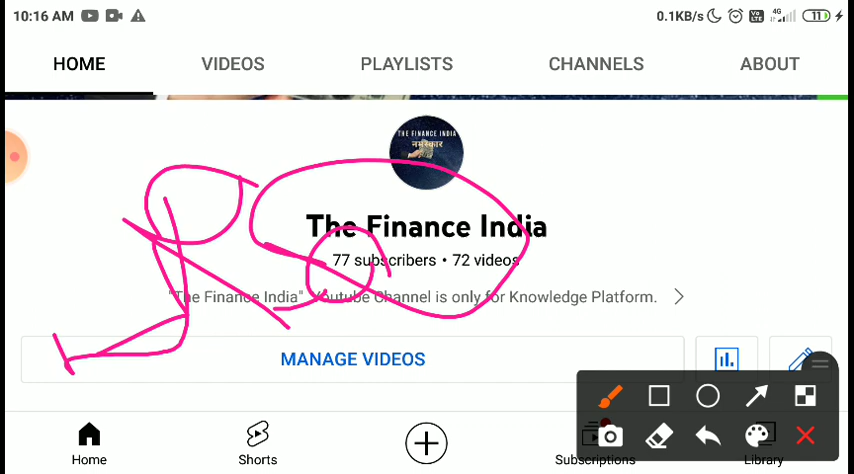 10:16 AM 0.1KB/s Vo LTE 4G 11
HOME VIDEOS PLAYLISTS CHANNELS ABOUT
THE FINANCE INDIA
नमस्कार
The Finance India
77 subscribers • 72 videos
"The Finance India" Youtube Channel is only for Knowledge Platform.
MANAGE VIDEOS
Home Shorts Subscriptions Library